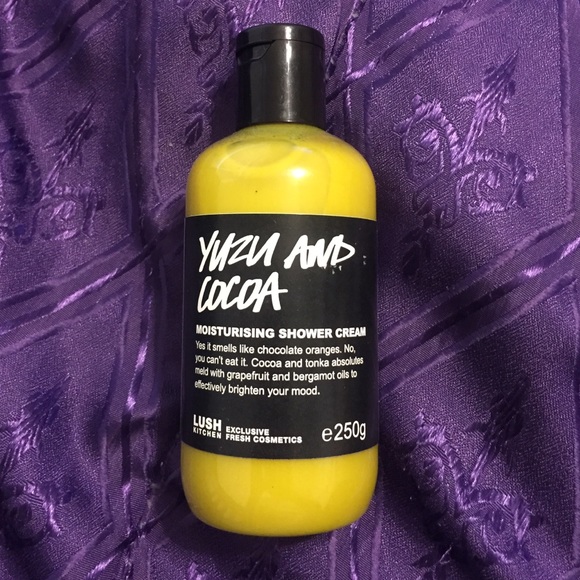 YUZU AND
COCOA
MOISTURISING SHOWER CREAM
Yes it smells like chocolate oranges. No,
you can't eat it. Cocoa and tonka absolutes
meld with grapefruit and bergamot oils to
effectively brighten your mood.
LUSH EXCLUSIVE
KITCHEN FRESH COSMETICS
e250g